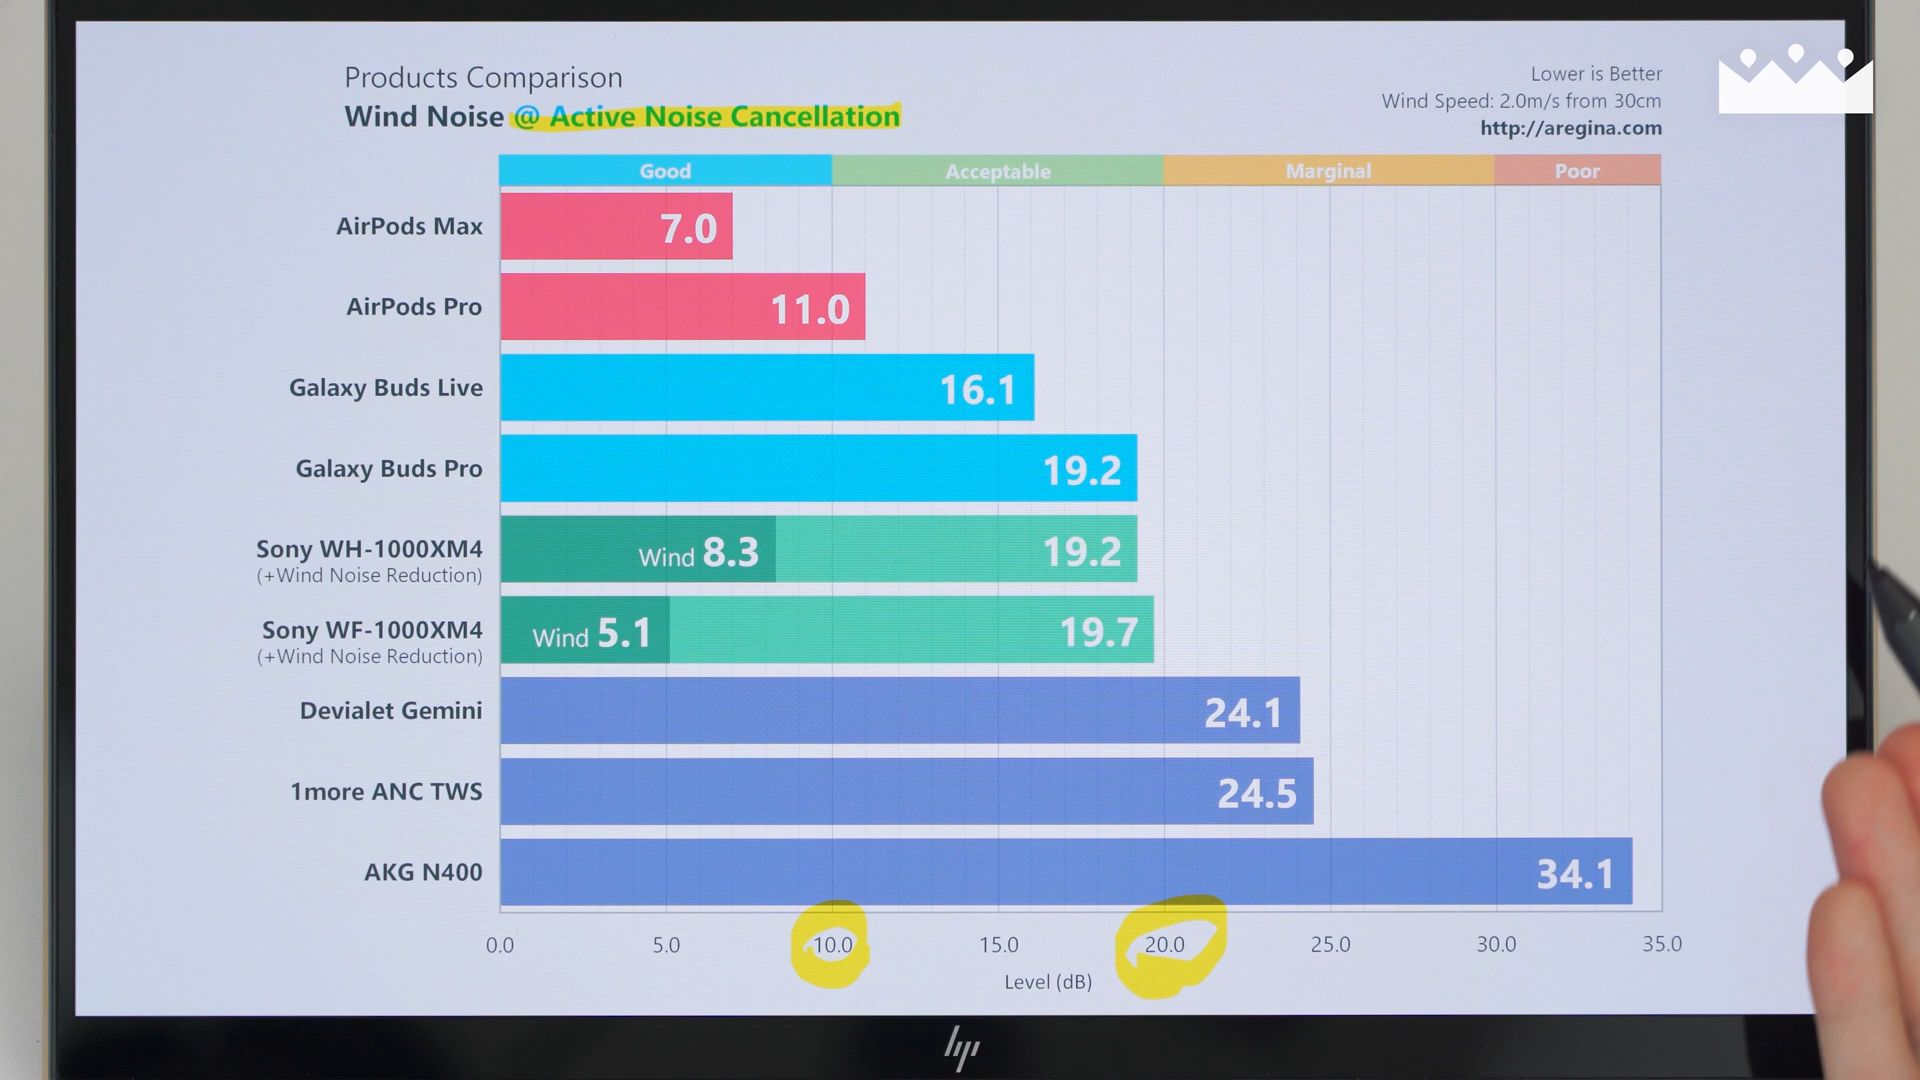 Products Comparison
Wind Noise @ Active Noise Cancellation
Lower is Better
Wind Speed: 2.0m/s from 30cm
http://aregina.com
Good Acceptable Marginal Poor
AirPods Max 7.0
AirPods Pro 11.0
Galaxy Buds Live 16.1
Galaxy Buds Pro 19.2
Sony WH-1000XM4 Wind 8.3 19.2
(+Wind Noise Reduction)
Sony WF-1000XM4 Wind 5.1 19.7
(+Wind Noise Reduction)
Devialet Gemini 24.1
1more ANC TWS 24.5
AKG N400 34.1
0.0 5.0 10.0 15.0 20.0 25.0 30.0 35.0
Level (dB)
hp